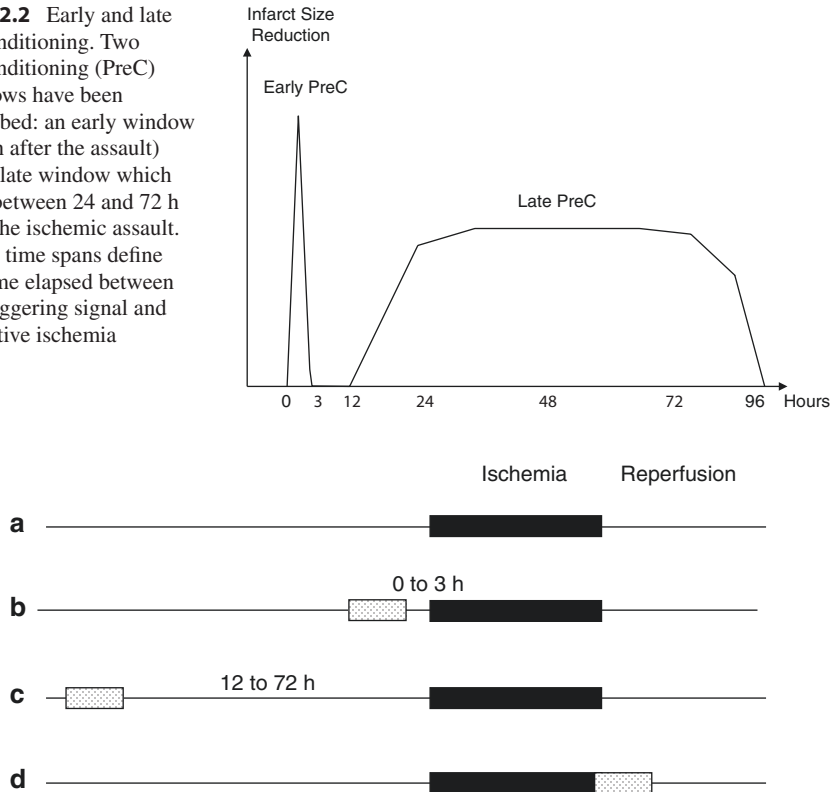 2.2 Early and late
nditioning. Two
nditioning (PreC)
ows have been
bed: an early window
h after the assault)
late window which
between 24 and 72 h
he ischemic assault.
time spans define
me elapsed between
ggering signal and
tive ischemia
Infarct Size
Reduction
Early PreC
Late PreC
0 3 12 24 48 72 96 Hours
Ischemia Reperfusion
a
0 to 3 h
b
12 to 72 h
c
d